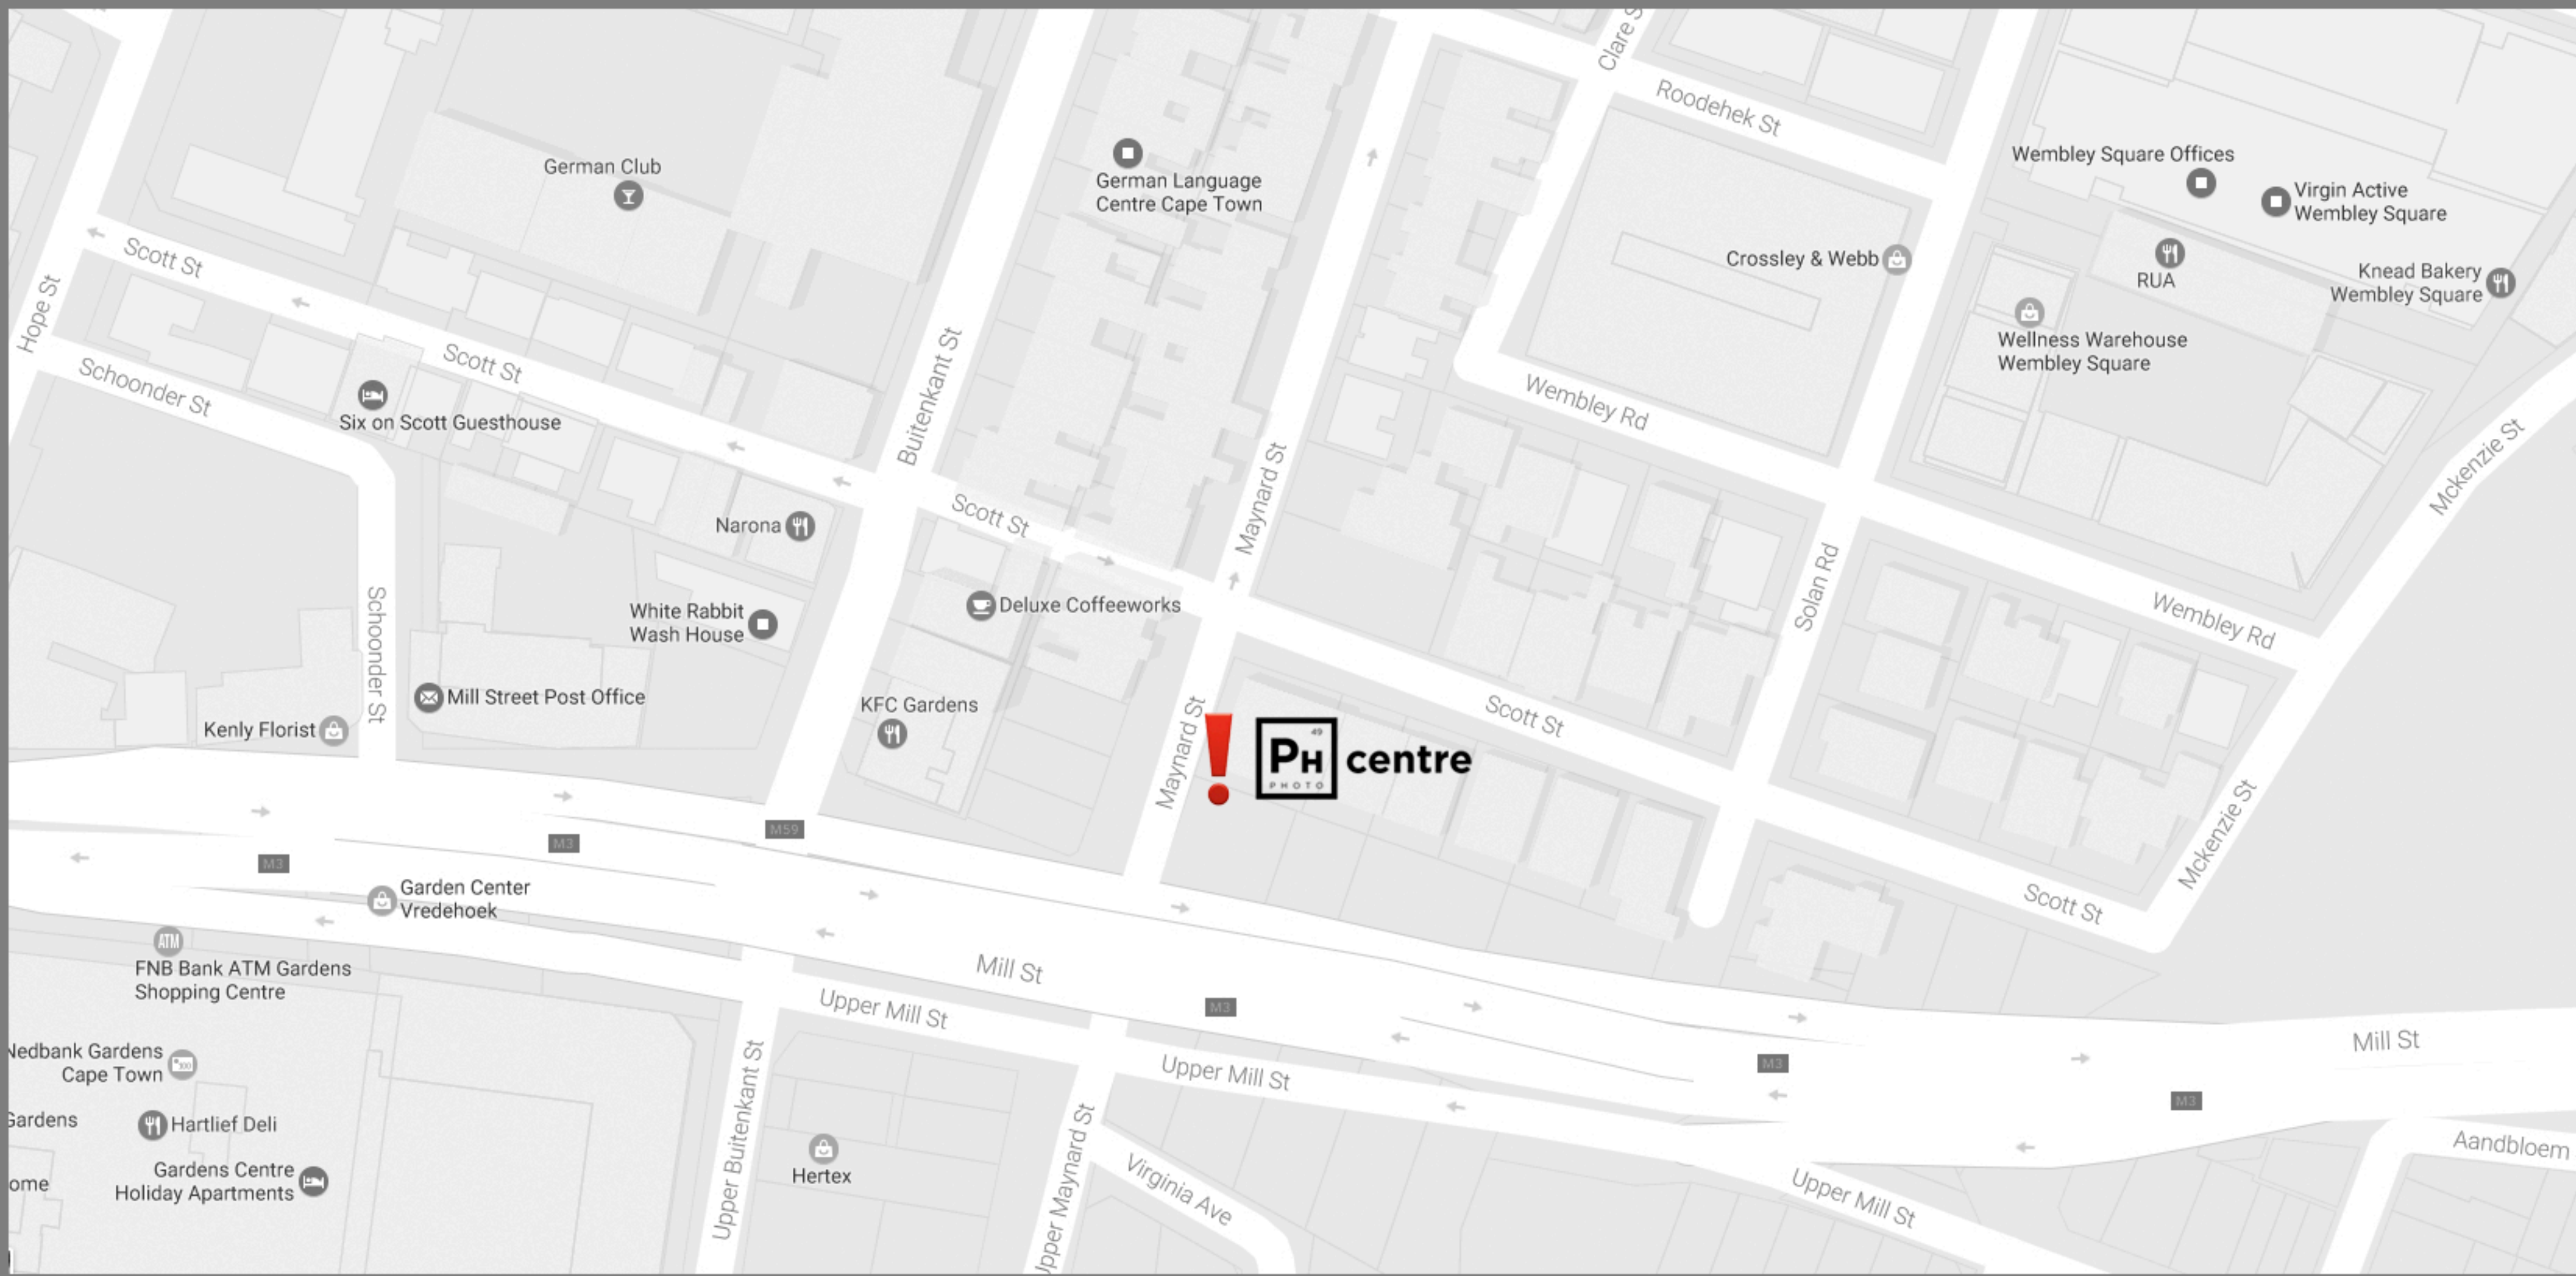 Clare S
Roodehek St
German Club
German Language
Centre Cape Town
Wembley Square Offices
Virgin Active
Wembley Square
Crossley & Webb
RUA
Knead Bakery
Wembley Square
Wellness Warehouse
Wembley Square
Scott St
Hope St
Scott St
Schoonder St
Six on Scott Guesthouse
Buitenkant St
Wembley Rd
Mckenzie St
Narona
Scott St
Maynard St
Solan Rd
Deluxe Coffeeworks
White Rabbit
Wash House
Wembley Rd
Schoonder St
Mill Street Post Office
Kenly Florist
KFC Gardens
Maynard St
49
PH
PHOTO
centre
Scott St
Mckenzie St
M59
M3
M3
Garden Center
Vredehoek
Scott St
ATM
FNB Bank ATM Gardens
Shopping Centre
Mill St
Upper Mill St
M3
Mill St
Nedbank Gardens
Cape Town
Upper Mill St
M3
M3
Gardens
Hartlief Deli
Upper Buitenkant St
Upper Maynard St
Virginia Ave
Hertex
Aandbloem
Gardens Centre
Holiday Apartments
ome
Upper Mill St